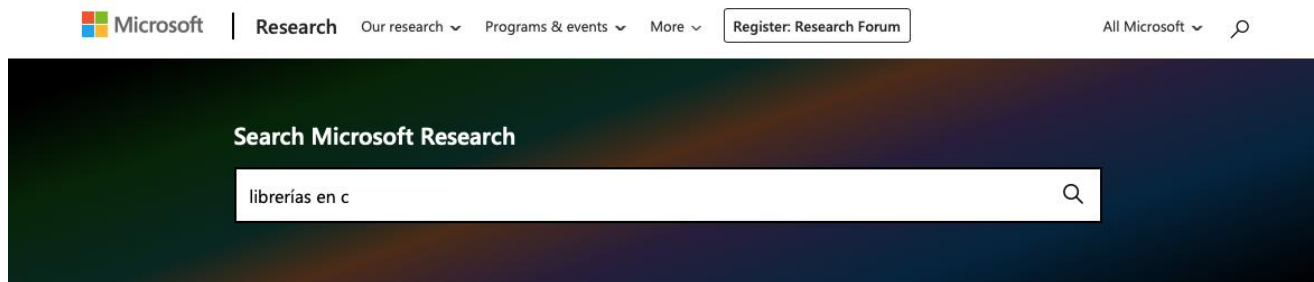 Microsoft Research Our research Programs & events More Register: Research Forum All Microsoft
Search Microsoft Research
librerías en c